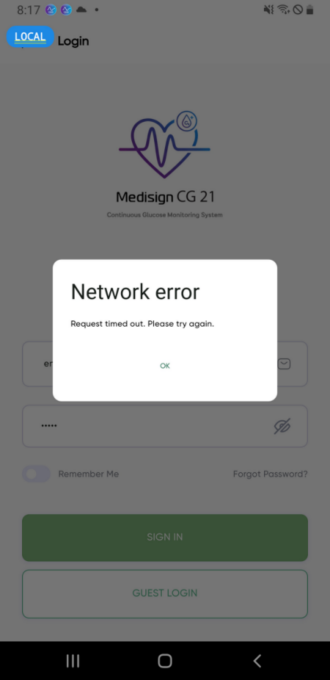 8:17
LOCAL
Login
Medisign CG 21
Continuous Glucose Monitoring System
Network error
Request timed out. Please try again.
OK
er
•••••
Remember Me
Forgot Password?
SIGN IN
GUEST LOGIN